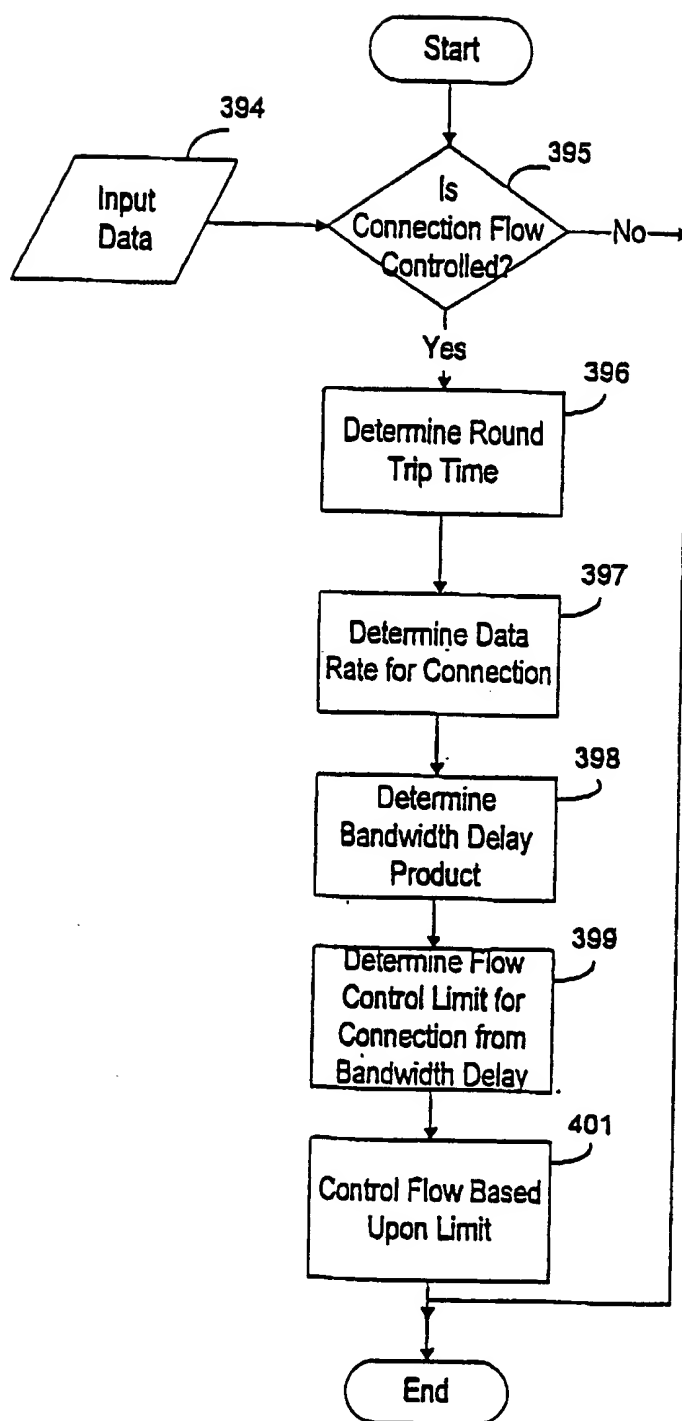 Start
394
395
Input
Data
Is
Connection Flow
Controlled?
No
Yes
396
Determine Round
Trip Time
397
Determine Data
Rate for Connection
398
Determine
Bandwidth Delay
Product
399
Determine Flow
Control Limit for
Connection from
Bandwidth Delay
401
Control Flow Based
Upon Limit
End